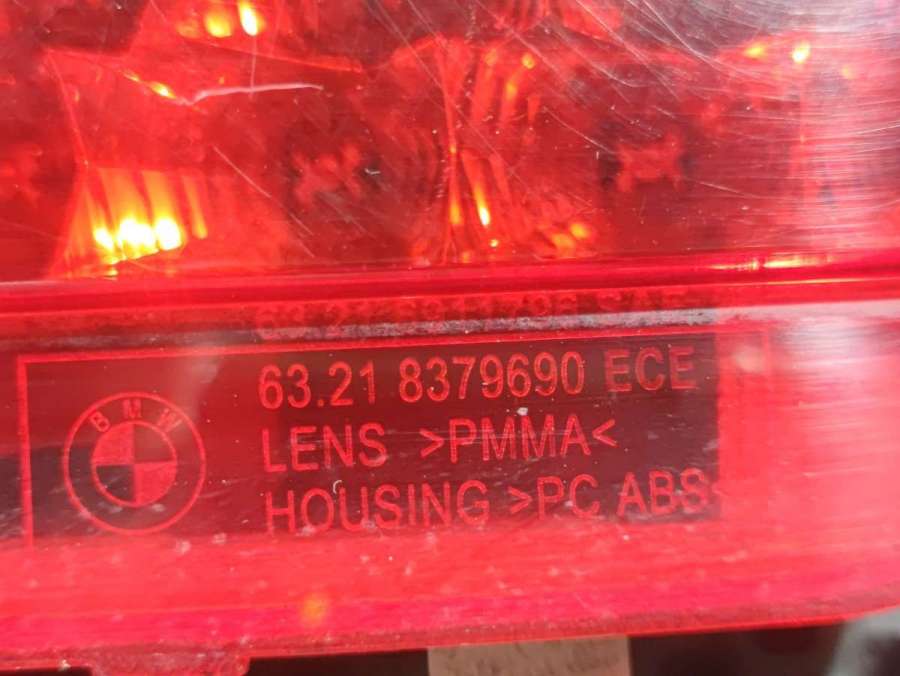 63.21 8379690 ECE
BMW
LENS >PMMA<
HOUSING >PC ABS<